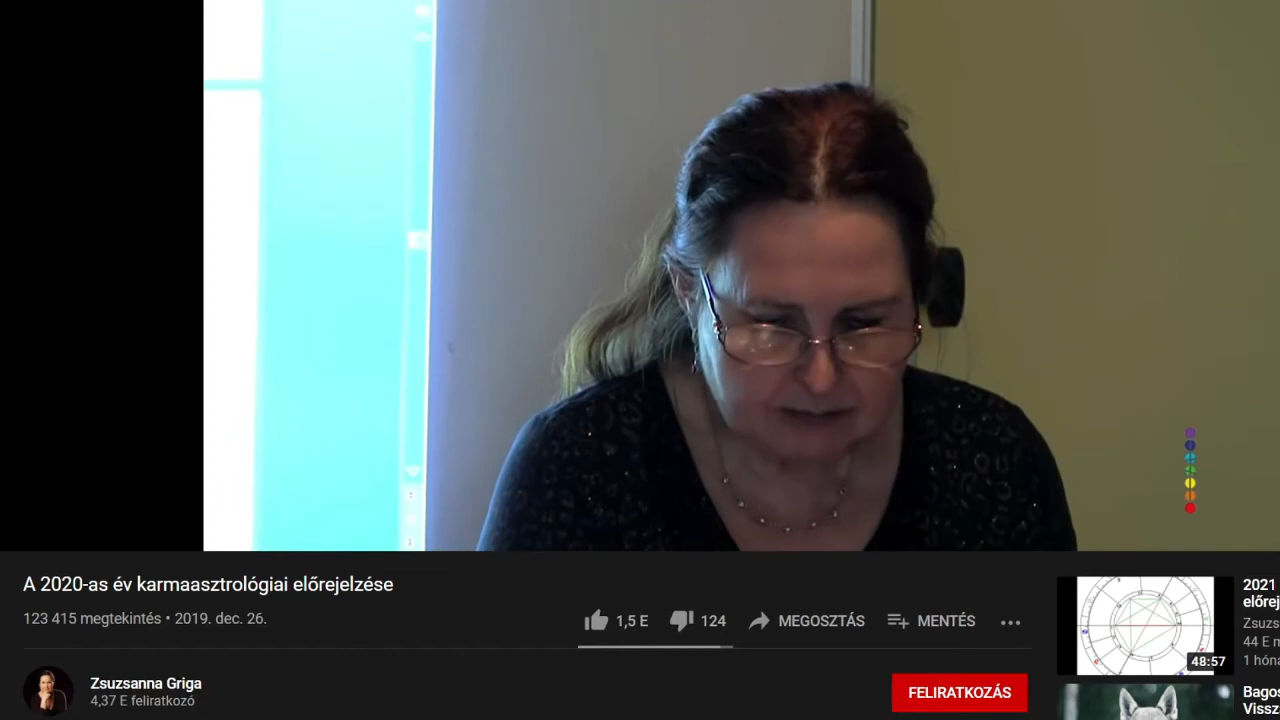 A 2020-as év karmaasztrológiai előrejelzése
123 415 megtekintés • 2019. dec. 26.
1,5 E
124
MEGOSZTÁS
MENTÉS
Zsuzsanna Griga
4,37 E feliratkozó
FELIRATKOZÁS
48:57
2021
előrej
Zsuzs
44 E m
1 hóna
Bagos
Vissz